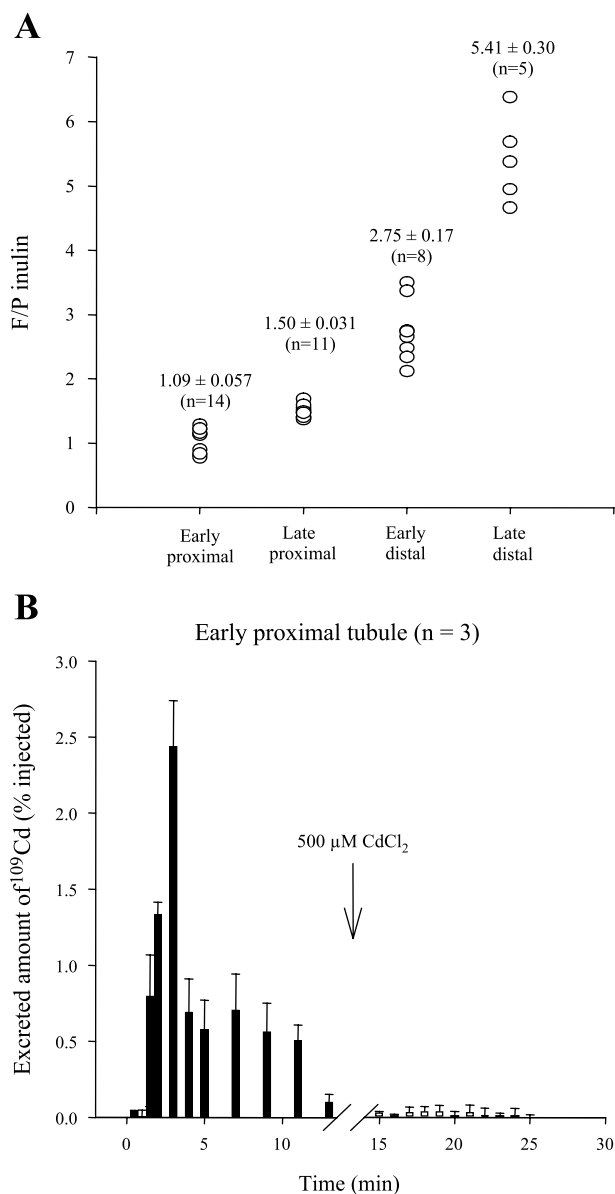 A
7
6
5
4
3
2
1
0
F/P inulin
5.41 ± 0.30
(n=5)
2.75 ± 0.17
(n=8)
1.50 ± 0.031
(n=11)
1.09 ± 0.057
(n=14)
Early
proximal
Late
proximal
Early
distal
Late
distal
B
Early proximal tubule (n = 3)
3.0
2.5
2.0
1.5
1.0
0.5
0.0
Excreted amount of ¹⁰⁹Cd (% injected)
500 µM CdCl₂
0 5 10 15 20 25 30
Time (min)